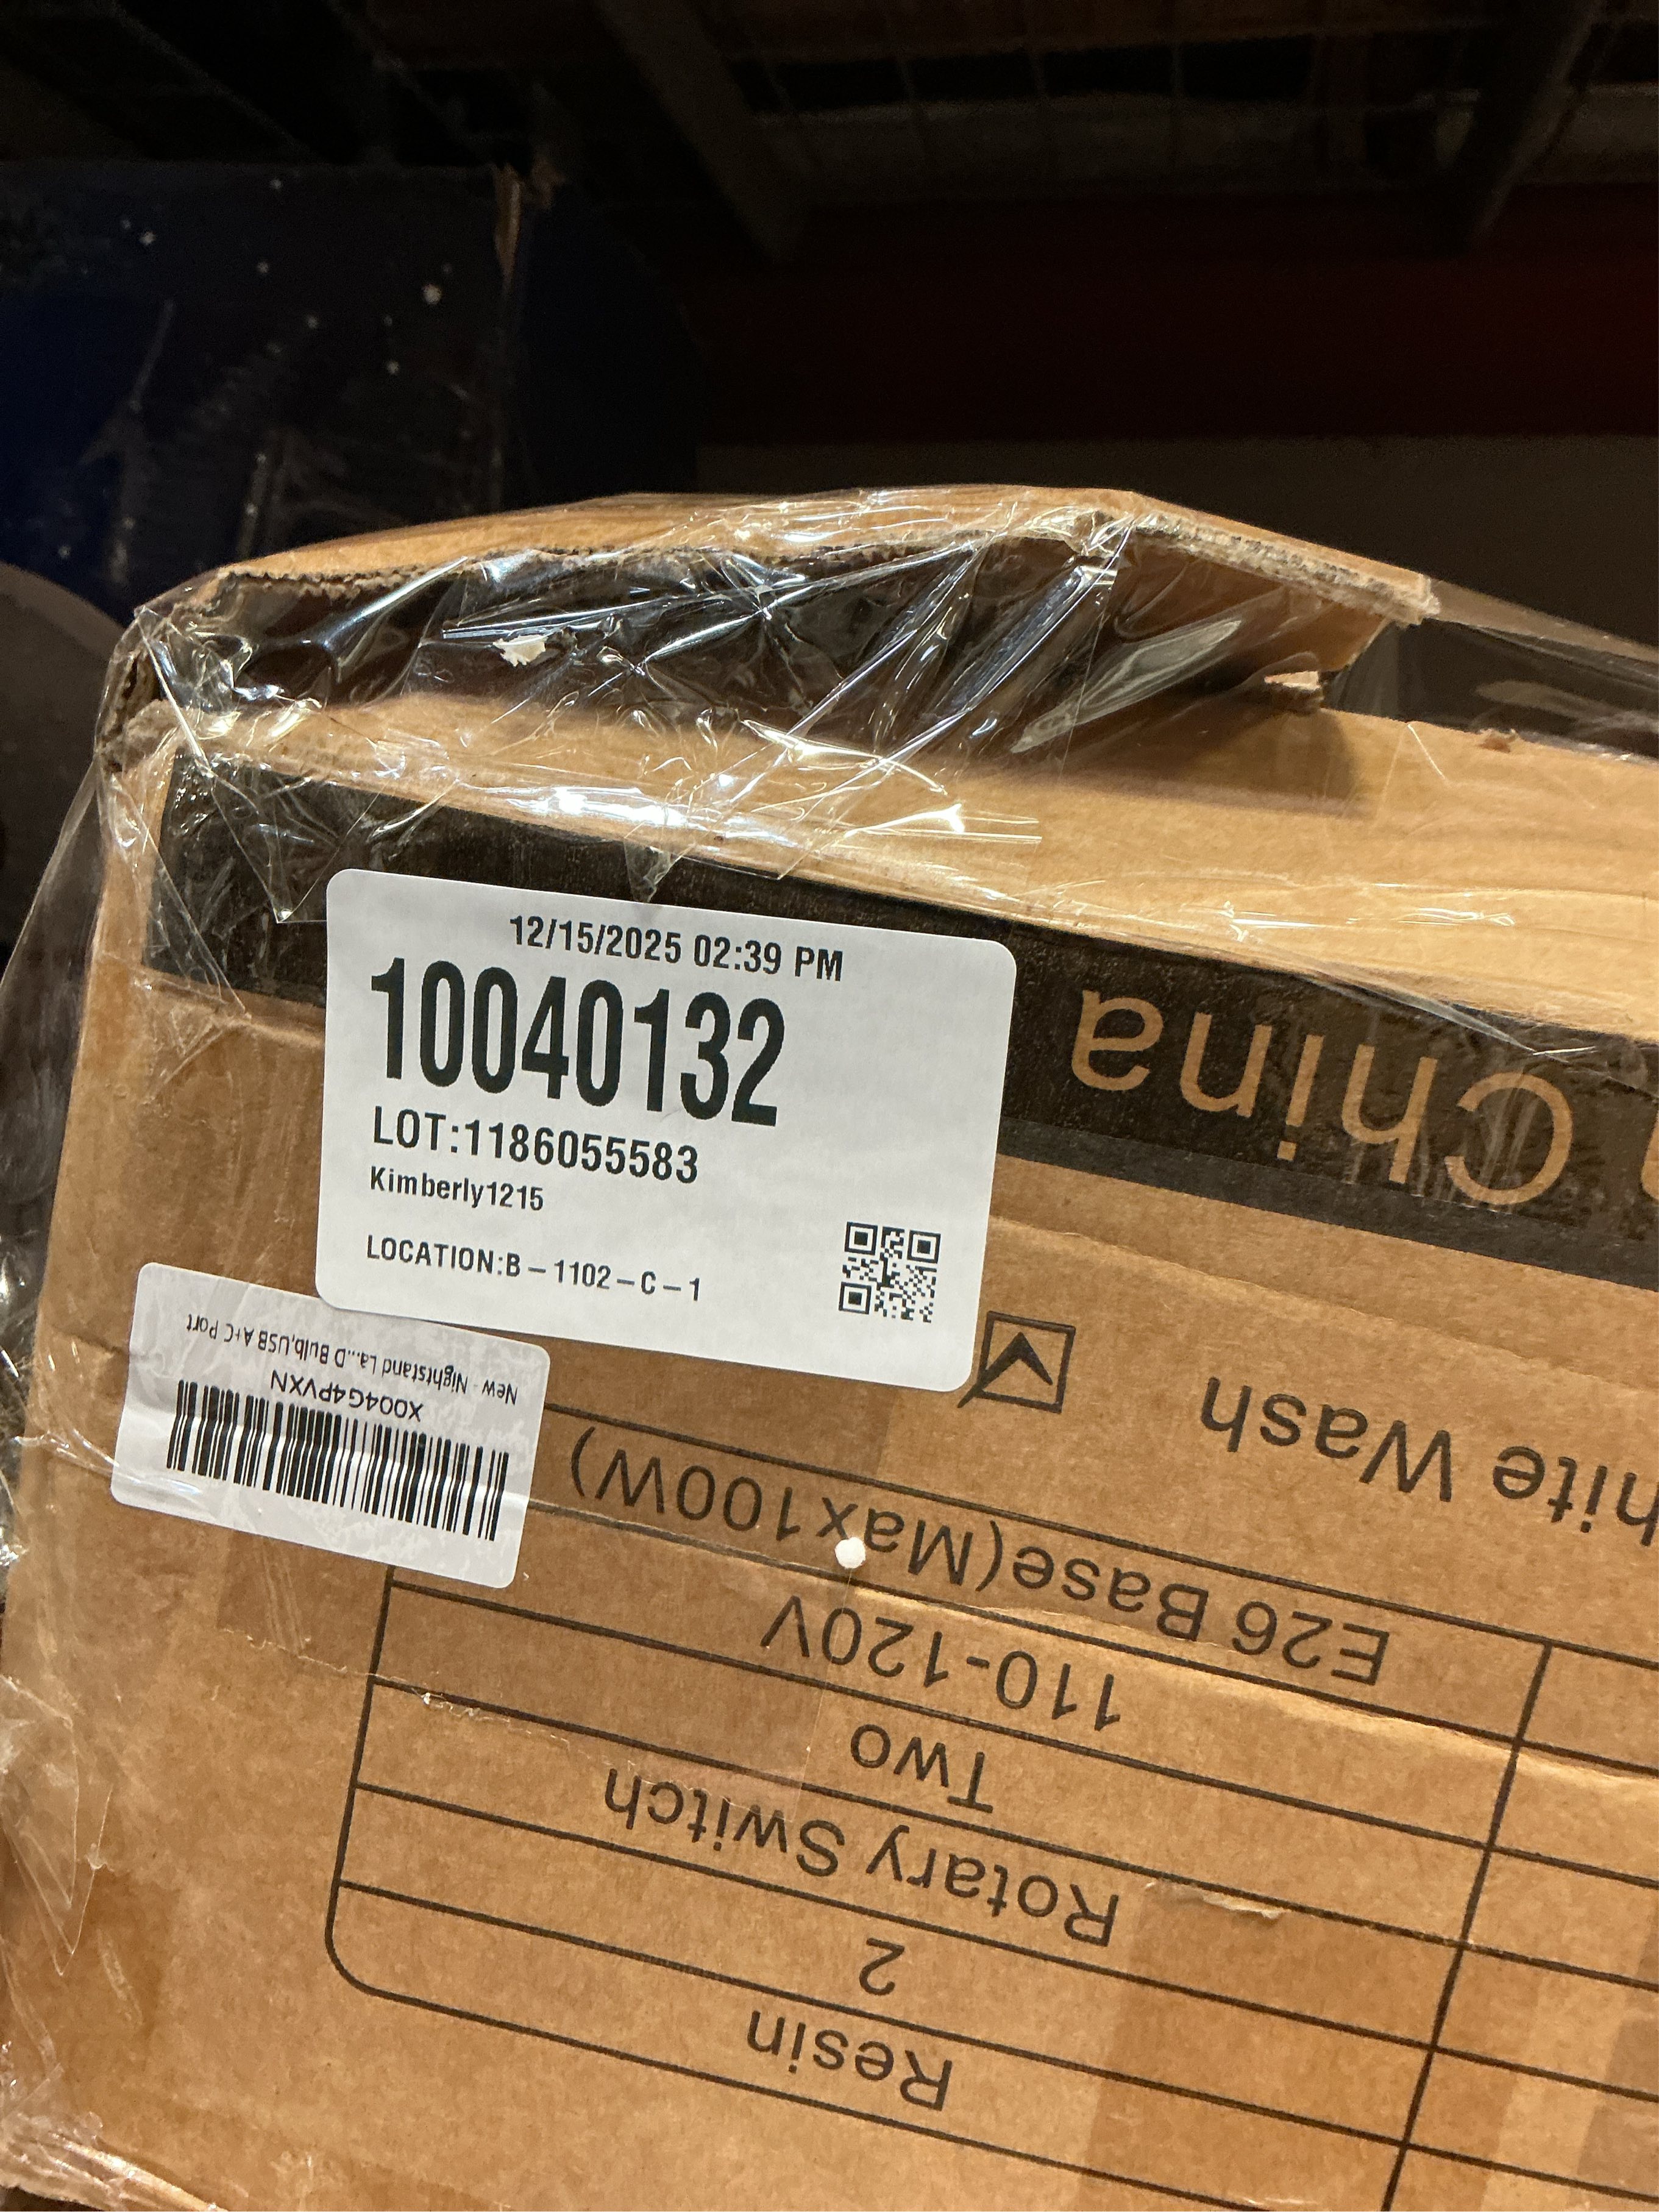 12/15/2025 02:39 PM
10040132
LOT:1186055583
Kimberly1215
LOCATION:B-1102-C-1
X004G4PVXN
New - Nightstand La...D Bulb,USB A+C Port
Resin
2
Rotary Switch
Two
110-120V
E26 Base(Max100W)
Wash
China